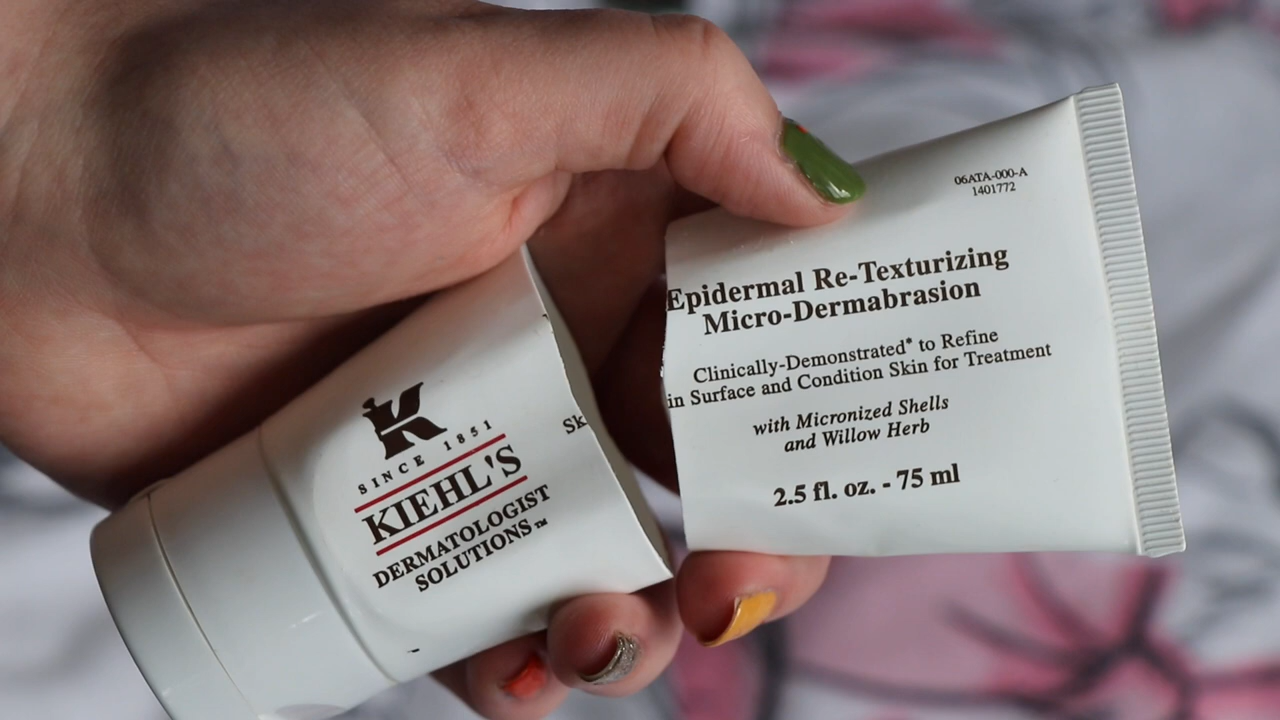 K
SINCE 1851
KIEHL'S
DERMATOLOGIST
SOLUTIONS™
Sk
06ATA-000-A
1401772
Epidermal Re-Texturizing
Micro-Dermabrasion
Clinically-Demonstrated* to Refine
in Surface and Condition Skin for Treatment
with Micronized Shells
and Willow Herb
2.5 fl. oz. - 75 ml